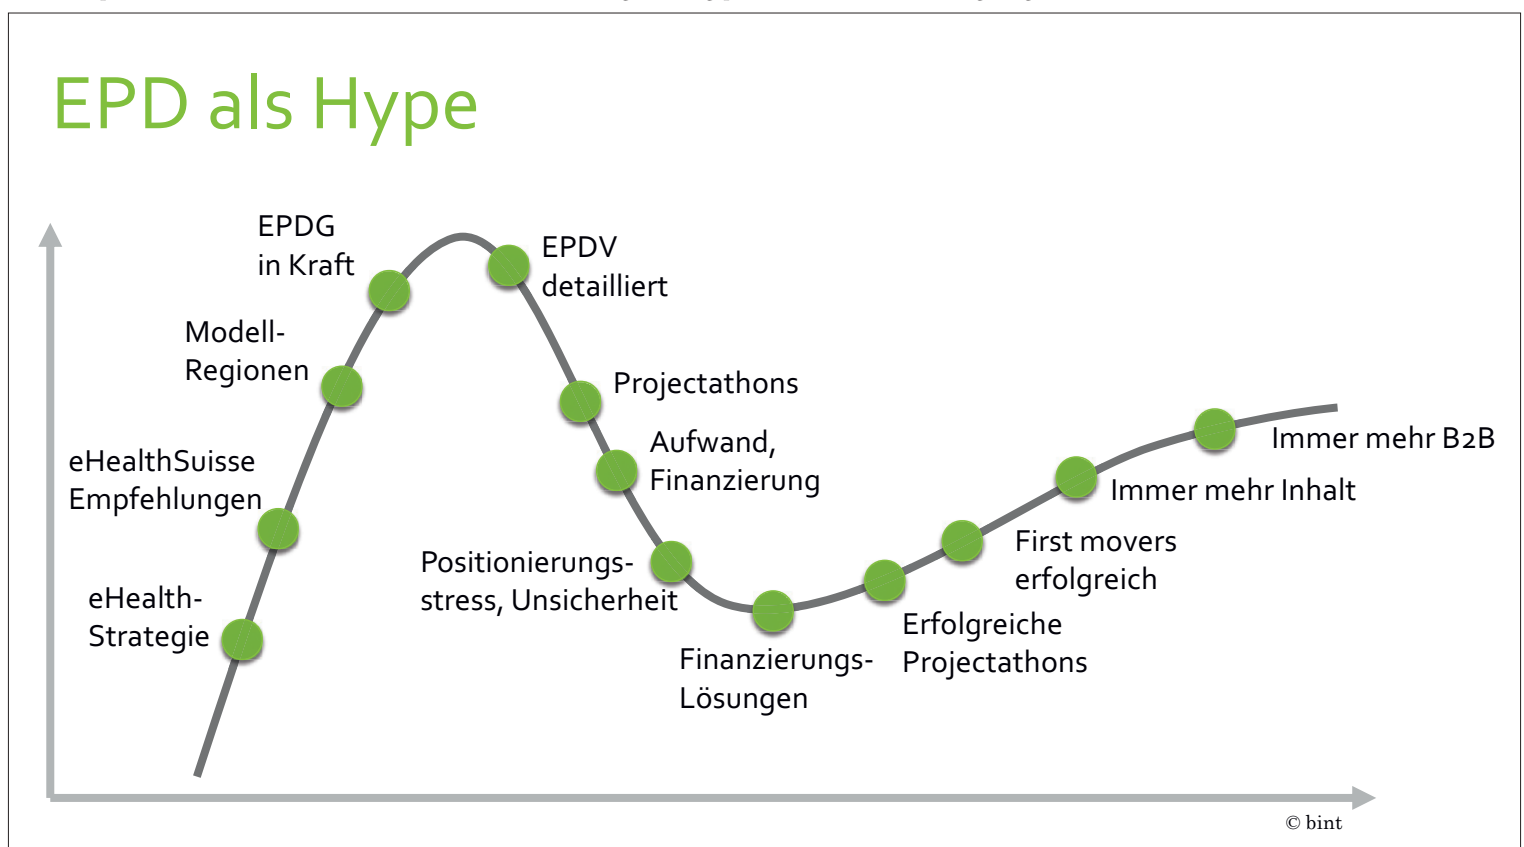 EPD als Hype
EPDG
in Kraft
EPDV
detailliert
Modell-
Regionen
Projectathons
Aufwand,
Finanzierung
eHealthSuisse
Empfehlungen
Immer mehr B2B
Immer mehr Inhalt
First movers
erfolgreich
Positionierungs-
stress, Unsicherheit
eHealth-
Strategie
Erfolgreiche
Projectathons
Finanzierungs-
Lösungen
© bint